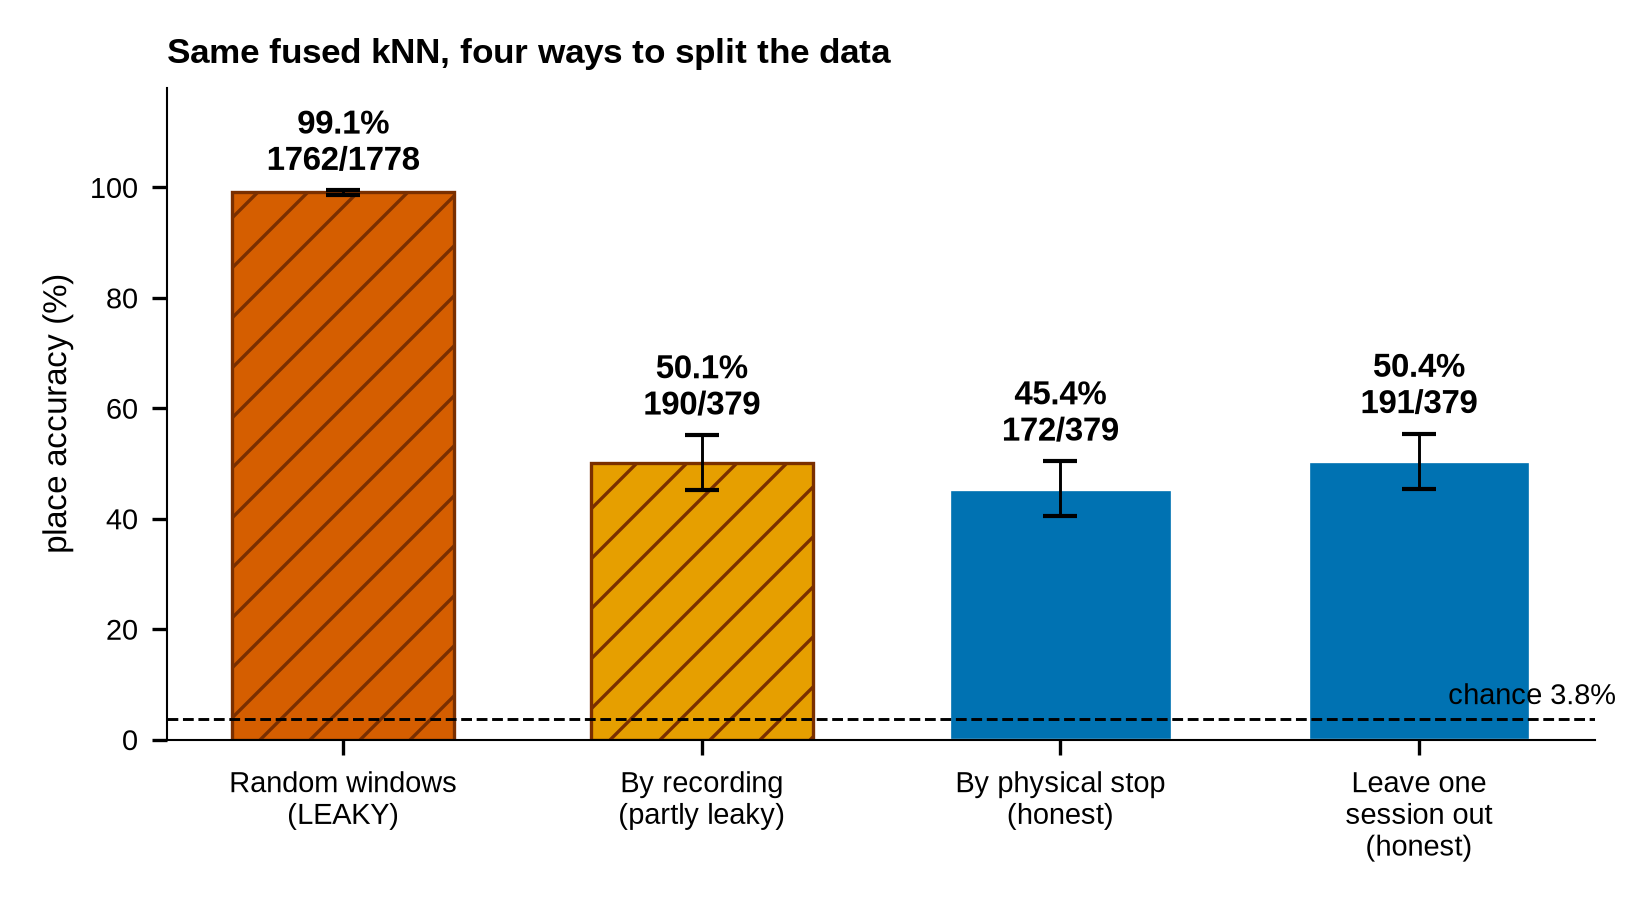 Same fused kNN, four ways to split the data
99.1%
1762/1778
50.1%
190/379
45.4%
172/379
50.4%
191/379
place accuracy (%)
100
80
60
40
20
0
chance 3.8%
Random windows
(LEAKY)
By recording
(partly leaky)
By physical stop
(honest)
Leave one
session out
(honest)